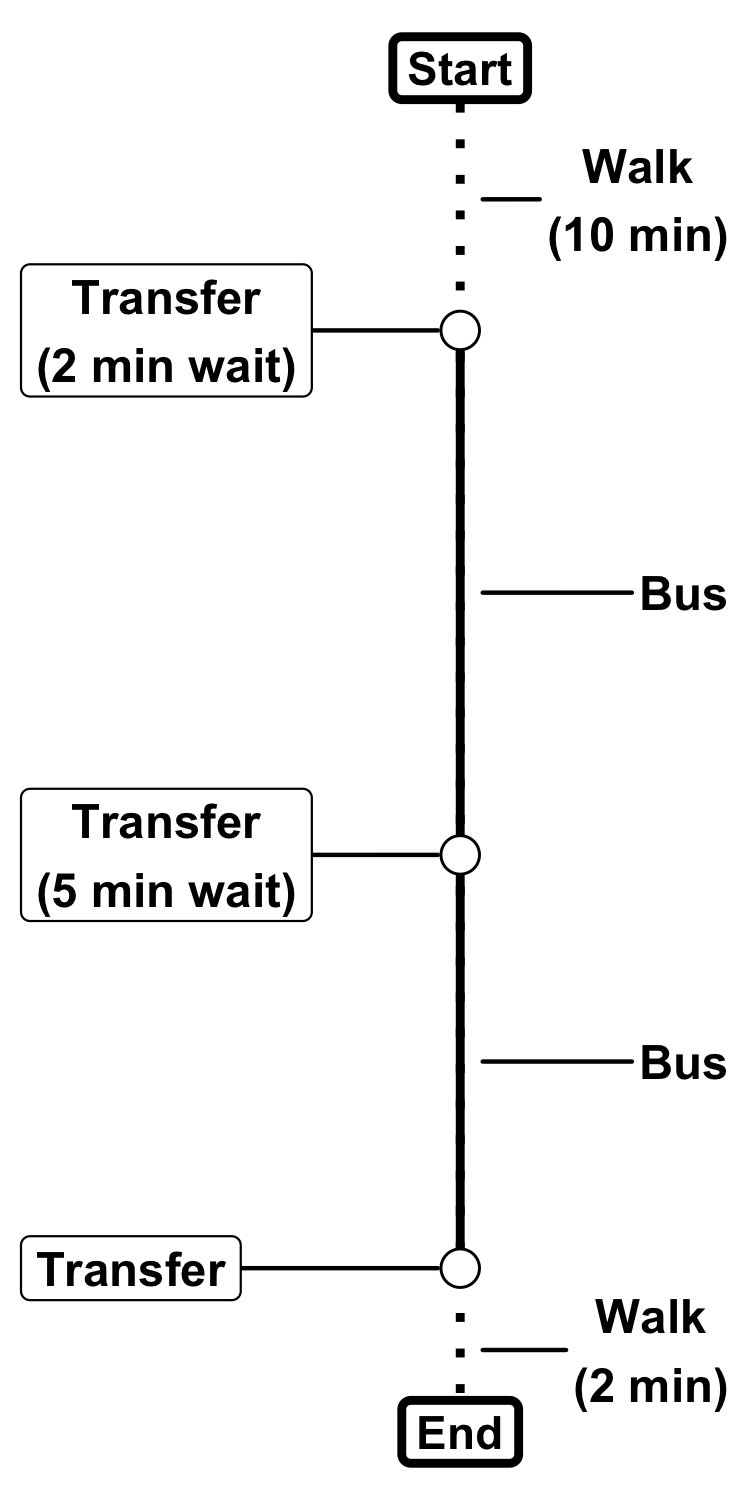 Start
Walk
(10 min)
Transfer
(2 min wait)
Bus
Transfer
(5 min wait)
Bus
Transfer
Walk
(2 min)
End